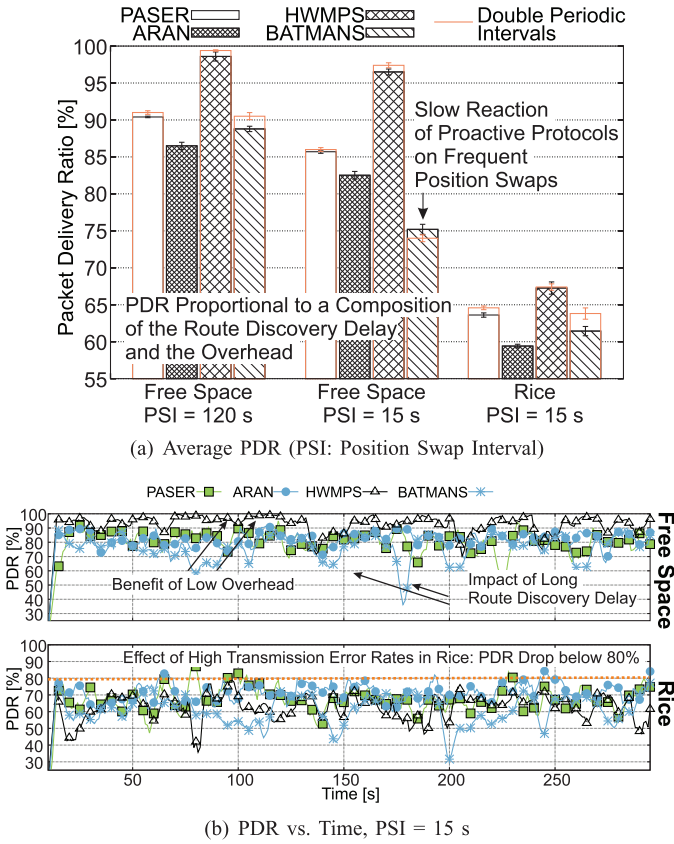 PASER HWMPS Double Periodic
ARAN BATMANS Intervals
Packet Delivery Ratio [%]
100
95
90
85
80
75
70
65
60
55
Slow Reaction
of Proactive Protocols
on Frequent
Position Swaps
PDR Proportional to a Composition
of the Route Discovery Delay
and the Overhead
Free Space Free Space Rice
PSI = 120 s PSI = 15 s PSI = 15 s
(a) Average PDR (PSI: Position Swap Interval)
PASER ARAN HWMPS BATMANS
PDR [%]
100
90
80
70
60
50
40
30
Benefit of Low Overhead
Impact of Long
Route Discovery Delay
Free Space
PDR [%]
100
90
80
70
60
50
40
30
Effect of High Transmission Error Rates in Rice: PDR Drop below 80%
Rice
50 100 150 200 250
Time [s]
(b) PDR vs. Time, PSI = 15 s